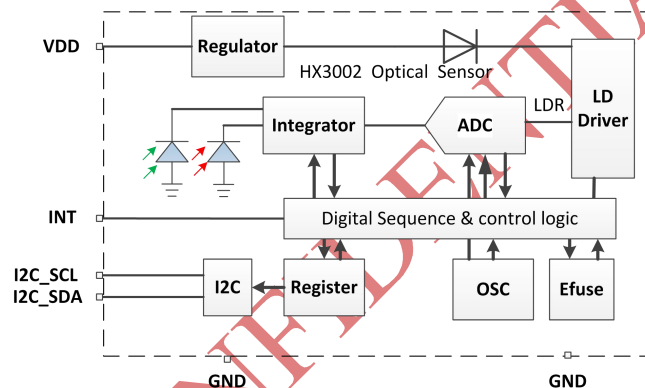 VDD
Regulator
HX3002 Optical Sensor
LD
Driver
LDR
Integrator
ADC
INT
Digital Sequence & control logic
I2C_SCL
I2C_SDA
I2C
Register
OSC
Efuse
GND
GND
NFIDENTIA